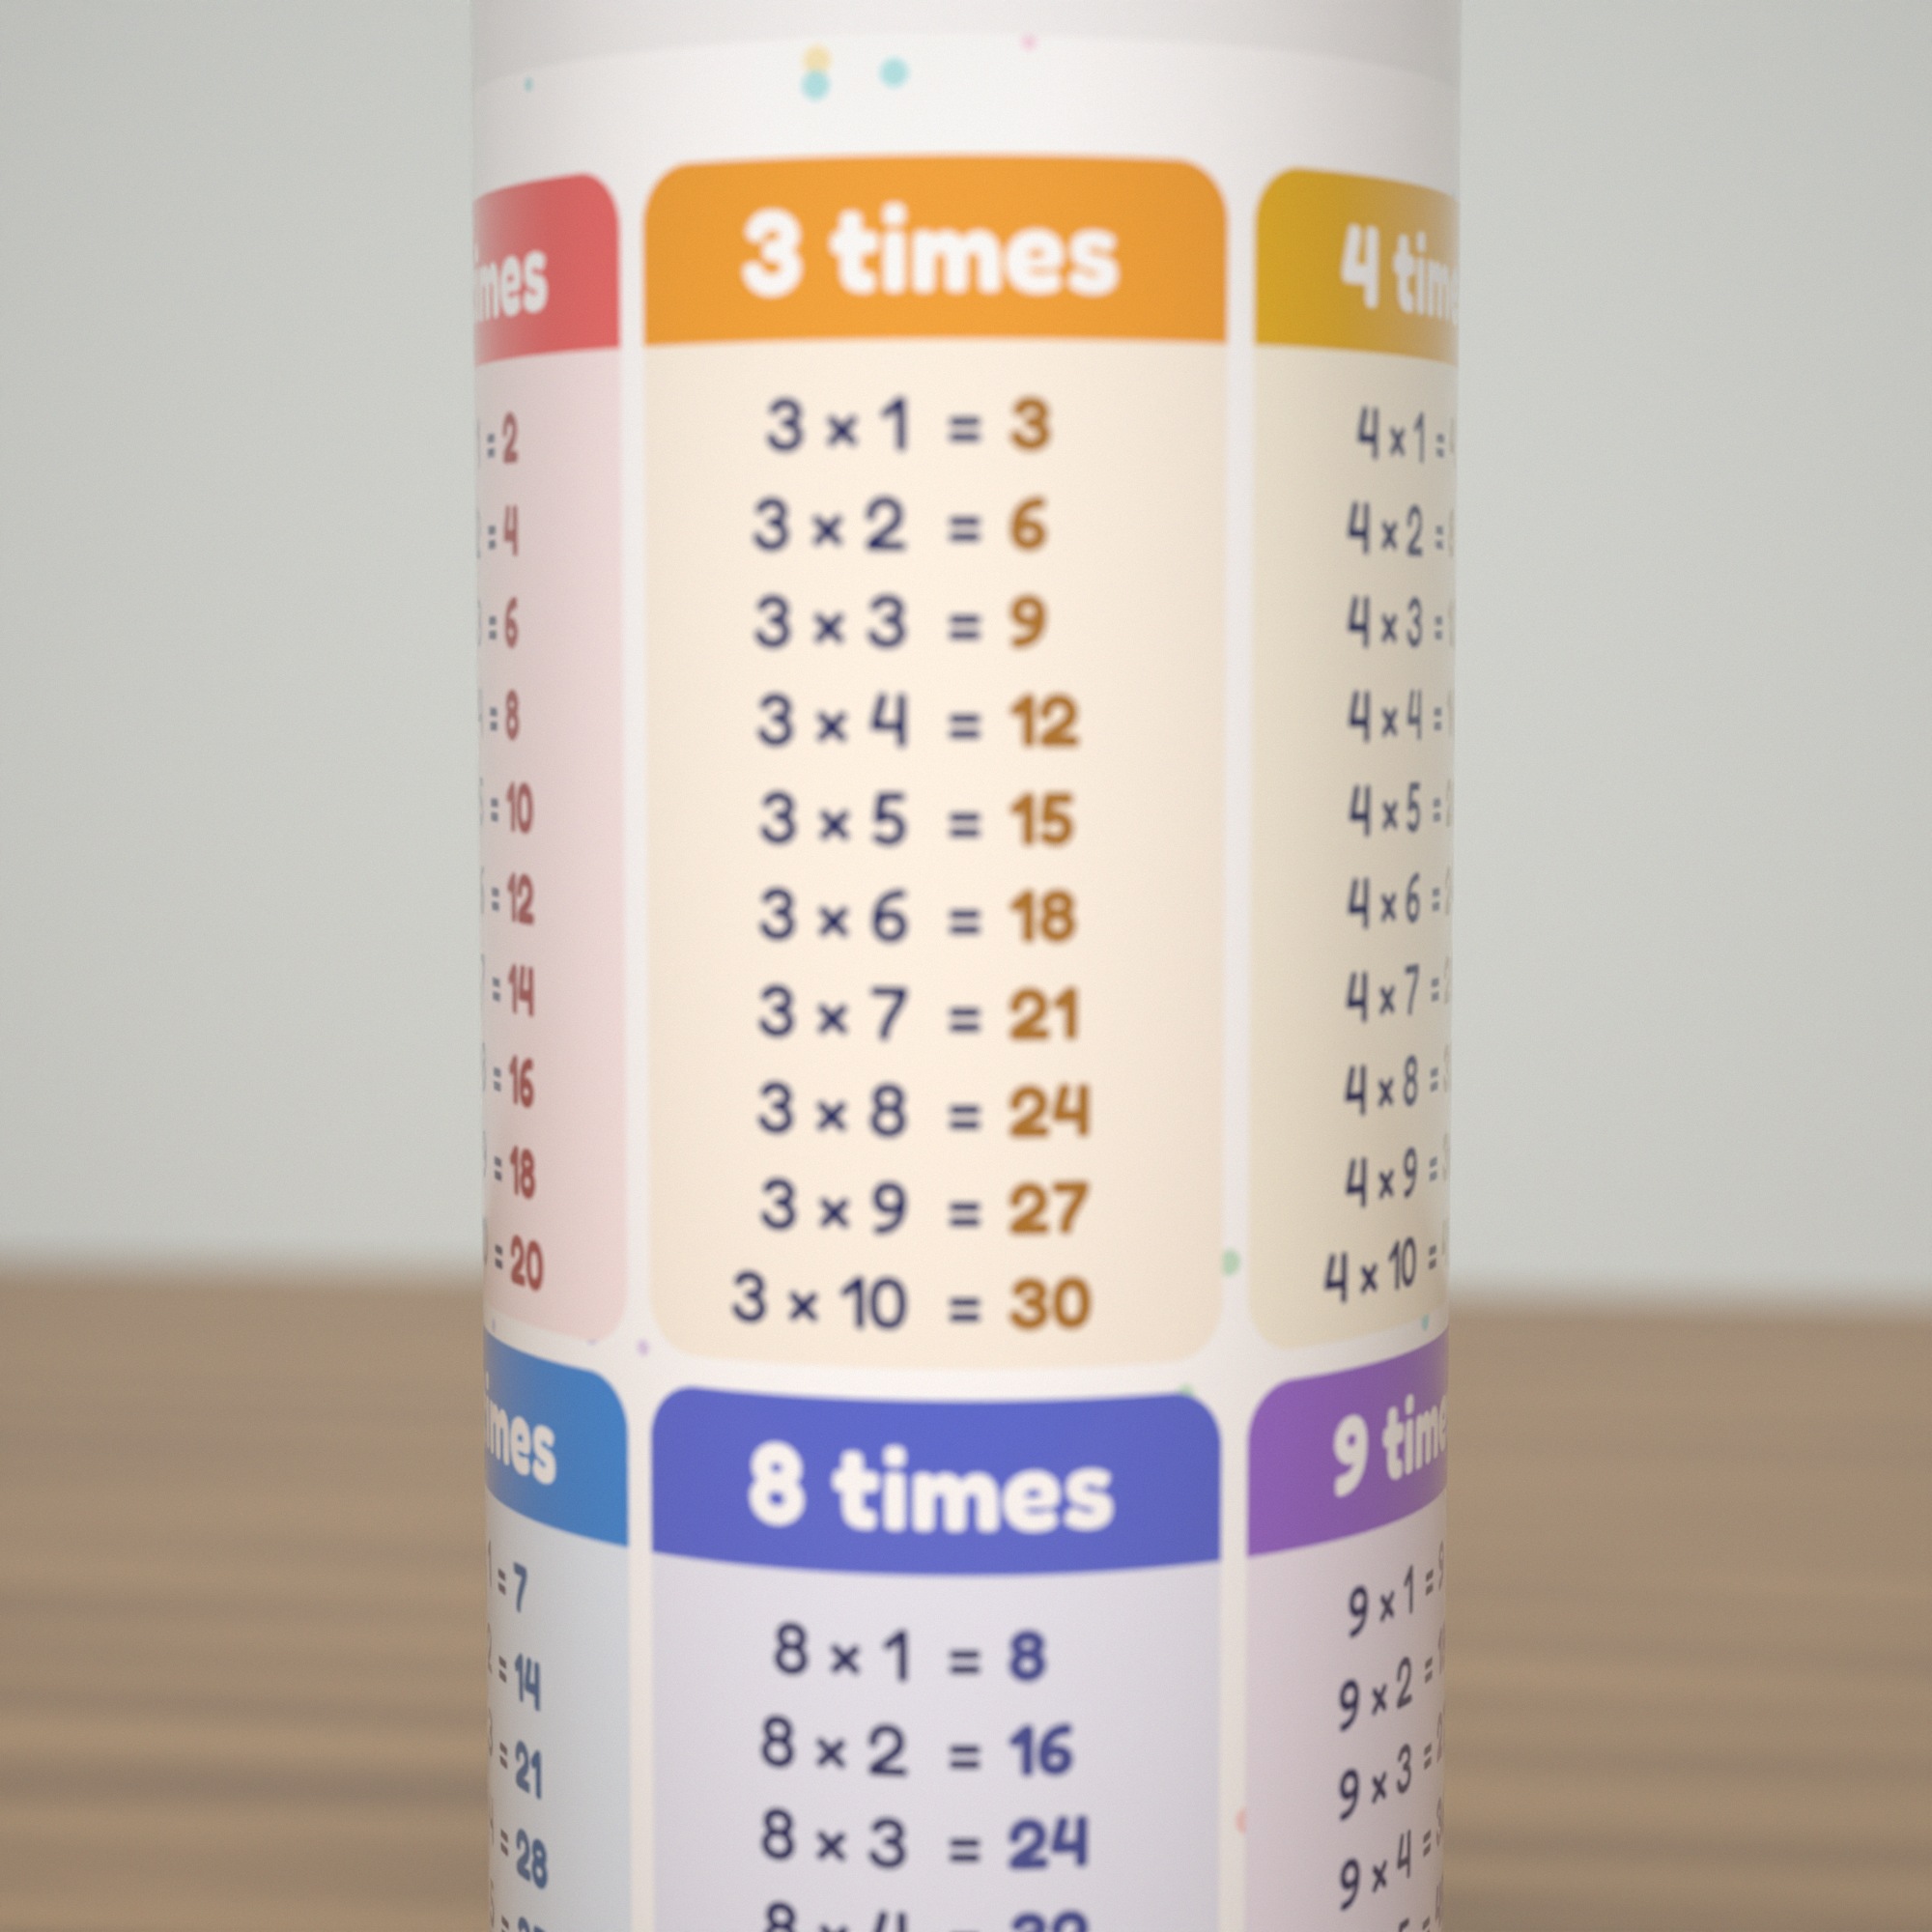 times
= 2
= 4
= 6
= 8
= 10
= 12
= 14
= 16
= 18
= 20
3 times
3 × 1 = 3
3 × 2 = 6
3 × 3 = 9
3 × 4 = 12
3 × 5 = 15
3 × 6 = 18
3 × 7 = 21
3 × 8 = 24
3 × 9 = 27
3 × 10 = 30
4 tim
4 × 1 =
4 × 2 =
4 × 3 =
4 × 4 =
4 × 5 =
4 × 6 =
4 × 7 =
4 × 8 =
4 × 9 =
4 × 10 =
times
= 7
= 14
= 21
= 28
8 times
8 × 1 = 8
8 × 2 = 16
8 × 3 = 24
8 × 4 =
9 time
9 × 1 = 9
9 × 2 =
9 × 3 =
9 × 4 =